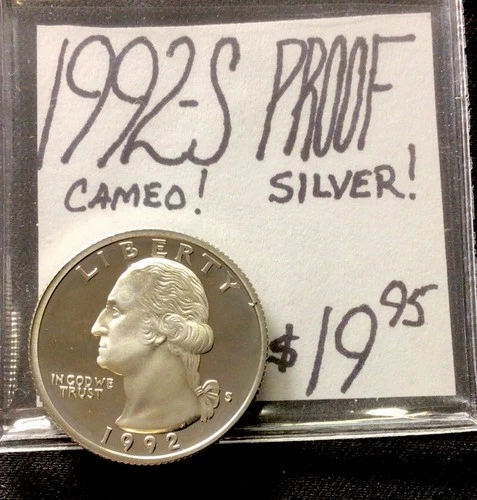 1992-S PROOF
CAMEO! SILVER!
$19.95
LIBERTY
IN GOD WE
TRUST
S
1992